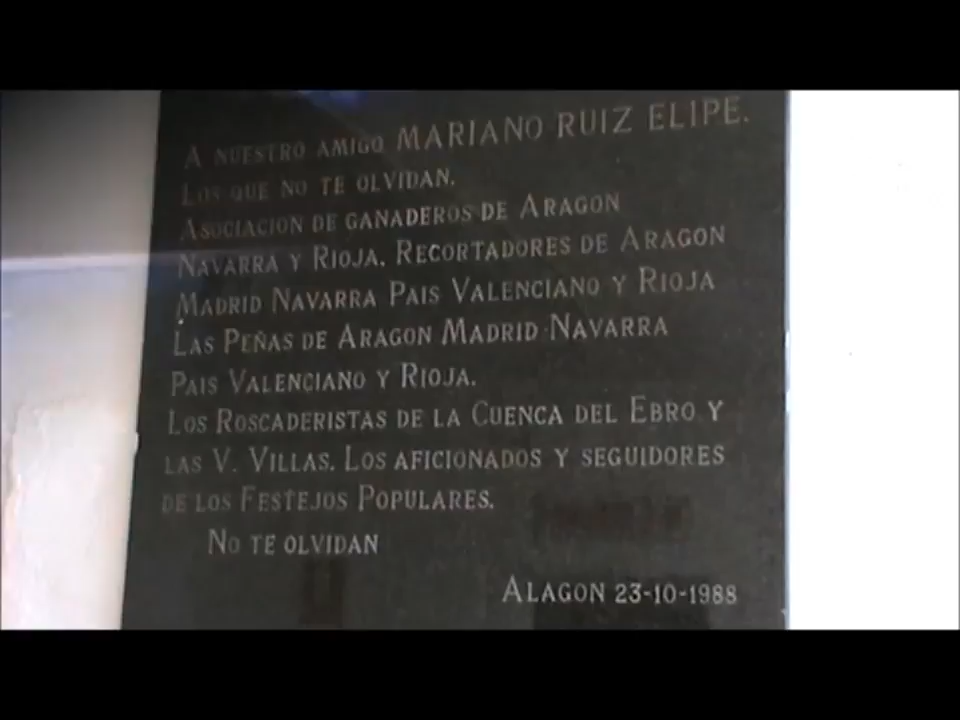 A NUESTRO AMIGO MARIANO RUIZ ELIPE.
LOS QUE NO TE OLVIDAN.
ASOCIACION DE GANADEROS DE ARAGON
NAVARRA Y RIOJA. RECORTADORES DE ARAGON
MADRID NAVARRA PAIS VALENCIANO Y RIOJA
LAS PEÑAS DE ARAGON MADRID NAVARRA
PAIS VALENCIANO Y RIOJA.
LOS ROSCADERISTAS DE LA CUENCA DEL EBRO Y
LAS V. VILLAS. LOS AFICIONADOS Y SEGUIDORES
DE LOS FESTEJOS POPULARES.
NO TE OLVIDAN
ALAGON 23-10-1988